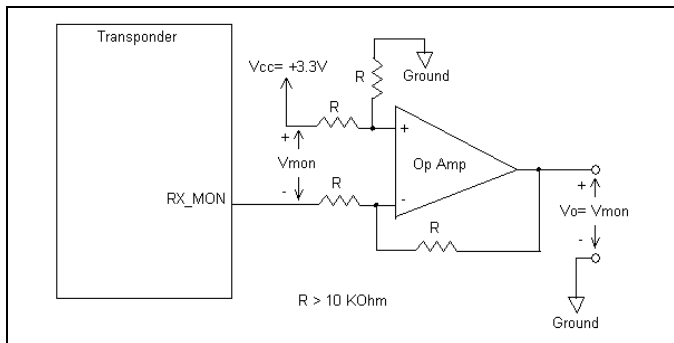 Transponder
Vcc= +3.3V
R
Ground
R
+
+
Vmon
Op Amp
-
R
-
RX_MON
+
Vo= Vmon
R
-
R > 10 KOhm
Ground